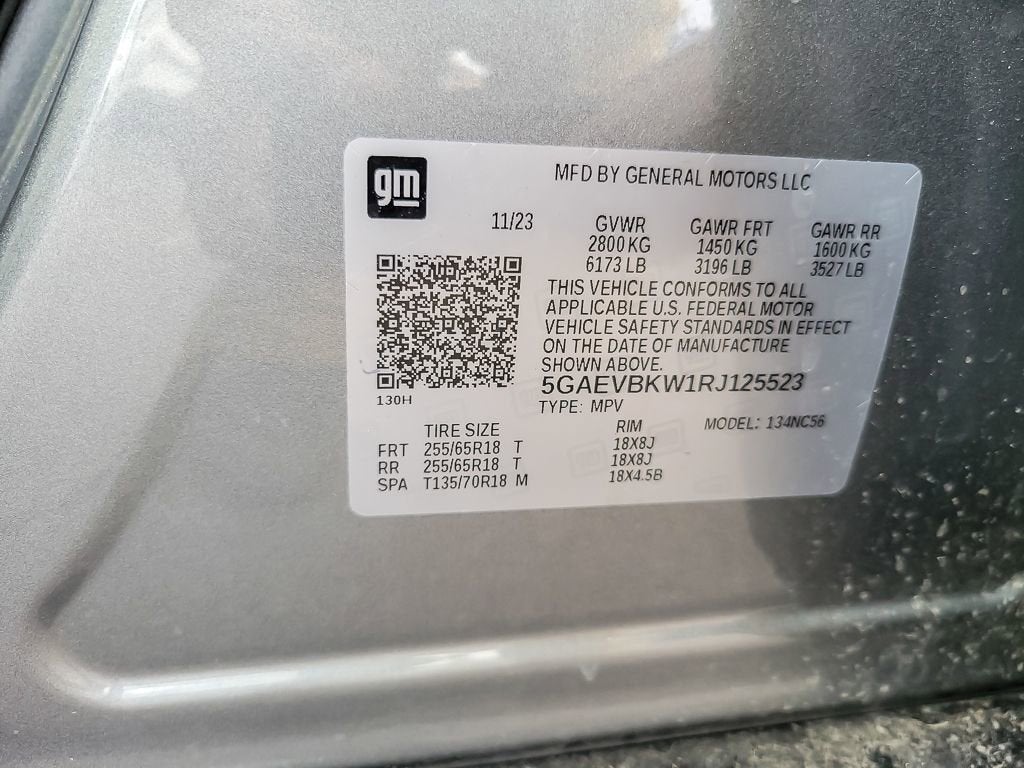 gm
MFD BY GENERAL MOTORS LLC
11/23 GVWR GAWR FRT GAWR RR
2800 KG 1450 KG 1600 KG
6173 LB 3196 LB 3527 LB
THIS VEHICLE CONFORMS TO ALL
APPLICABLE U.S. FEDERAL MOTOR
VEHICLE SAFETY STANDARDS IN EFFECT
ON THE DATE OF MANUFACTURE
SHOWN ABOVE.
5GAEVBKW1RJ125523
130H
TYPE: MPV
MODEL: 134NC56
TIRE SIZE RIM
FRT 255/65R18 T 18X8J
RR 255/65R18 T 18X8J
SPA T135/70R18 M 18X4.5B